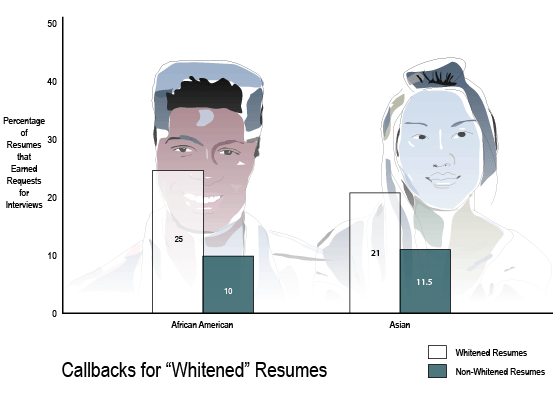 50
40
30
20
10
0
Percentage
of
Resumes
that
Earned
Requests
for
Interviews
25
10
21
11.5
African American
Asian
Callbacks for “Whitened” Resumes
Whitened Resumes
Non-Whitened Resumes